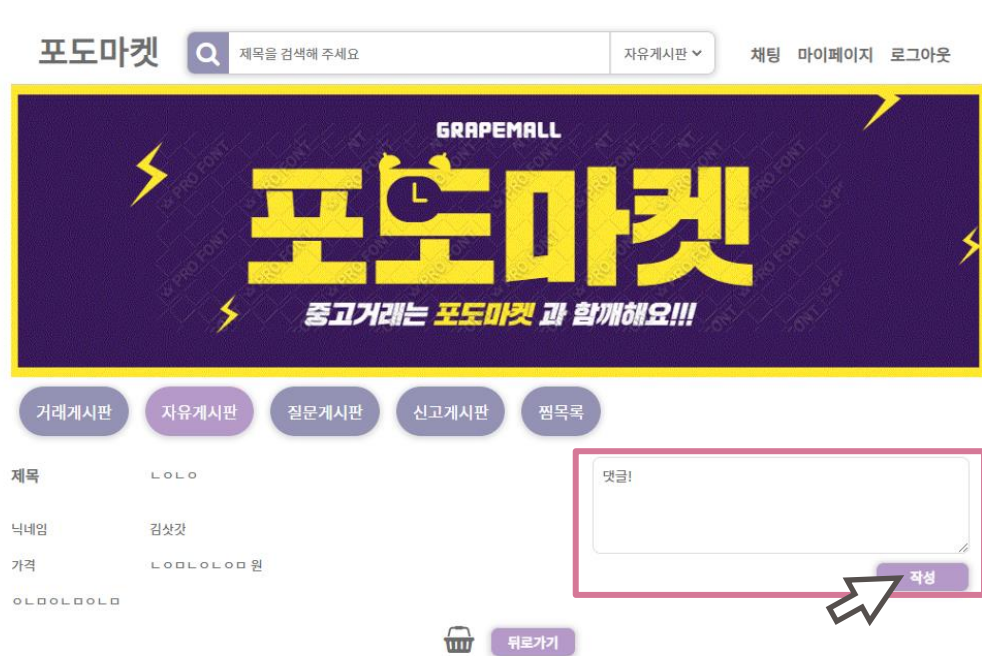 포도마켓
제목을 검색해 주세요
자유게시판
채팅 마이페이지 로그아웃
GRAPEMALL
포도마켓
중고거래는 포도마켓 과 함깨해요!!!
거래게시판 자유게시판 질문게시판 신고게시판 찜목록
제목 ㄴㅇㄴㅇ
댓글!
닉네임 김삿갓
가격 ㄴㅇㅁㄴㅇㄴㅇㅁ 원
작성
ㅇㄴㅁㅇㄴㅁㅇㄴㅁ
뒤로가기